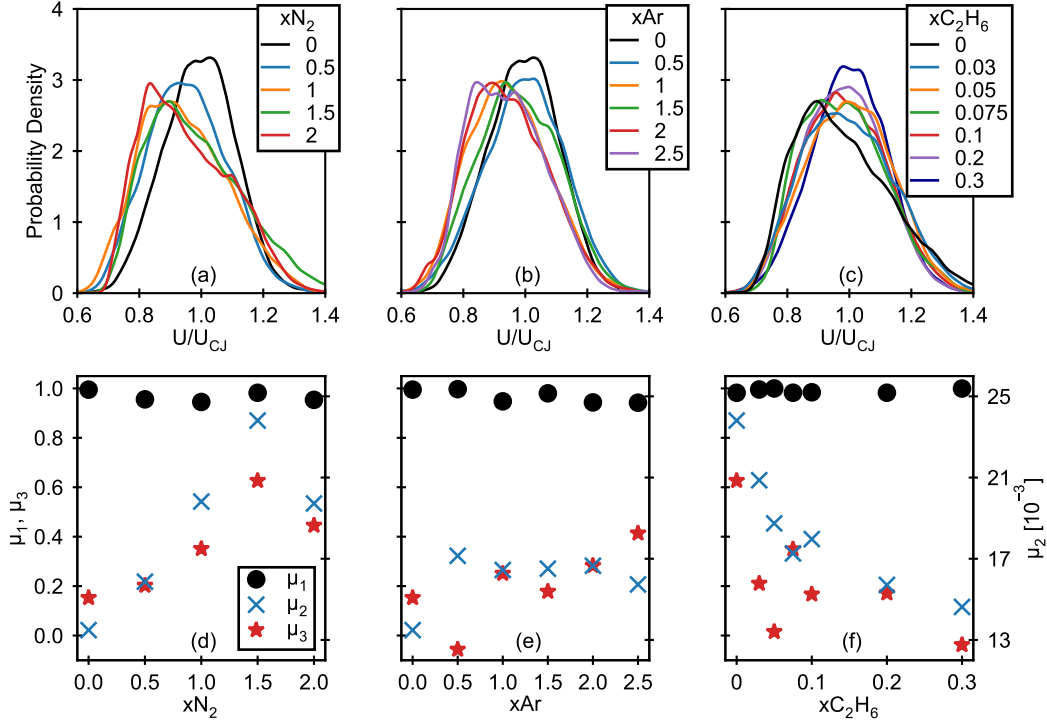 Probability Density
4
3
2
1
0
xN2
0
0.5
1
1.5
2
(a)
0.6 0.8 1.0 1.2 1.4
U/UCJ
xAr
0
0.5
1
1.5
2
2.5
(b)
0.6 0.8 1.0 1.2 1.4
U/UCJ
xC2H6
0
0.03
0.05
0.075
0.1
0.2
0.3
(c)
0.6 0.8 1.0 1.2 1.4
U/UCJ
μ1, μ3
1.0
0.8
0.6
0.4
0.2
0.0
μ1
μ2
μ3
(d)
0.0 0.5 1.0 1.5 2.0
xN2
(e)
0.0 0.5 1.0 1.5 2.0 2.5
xAr
(f)
0 0.1 0.2 0.3
xC2H6
25
21
17
13
μ2 [10⁻³]